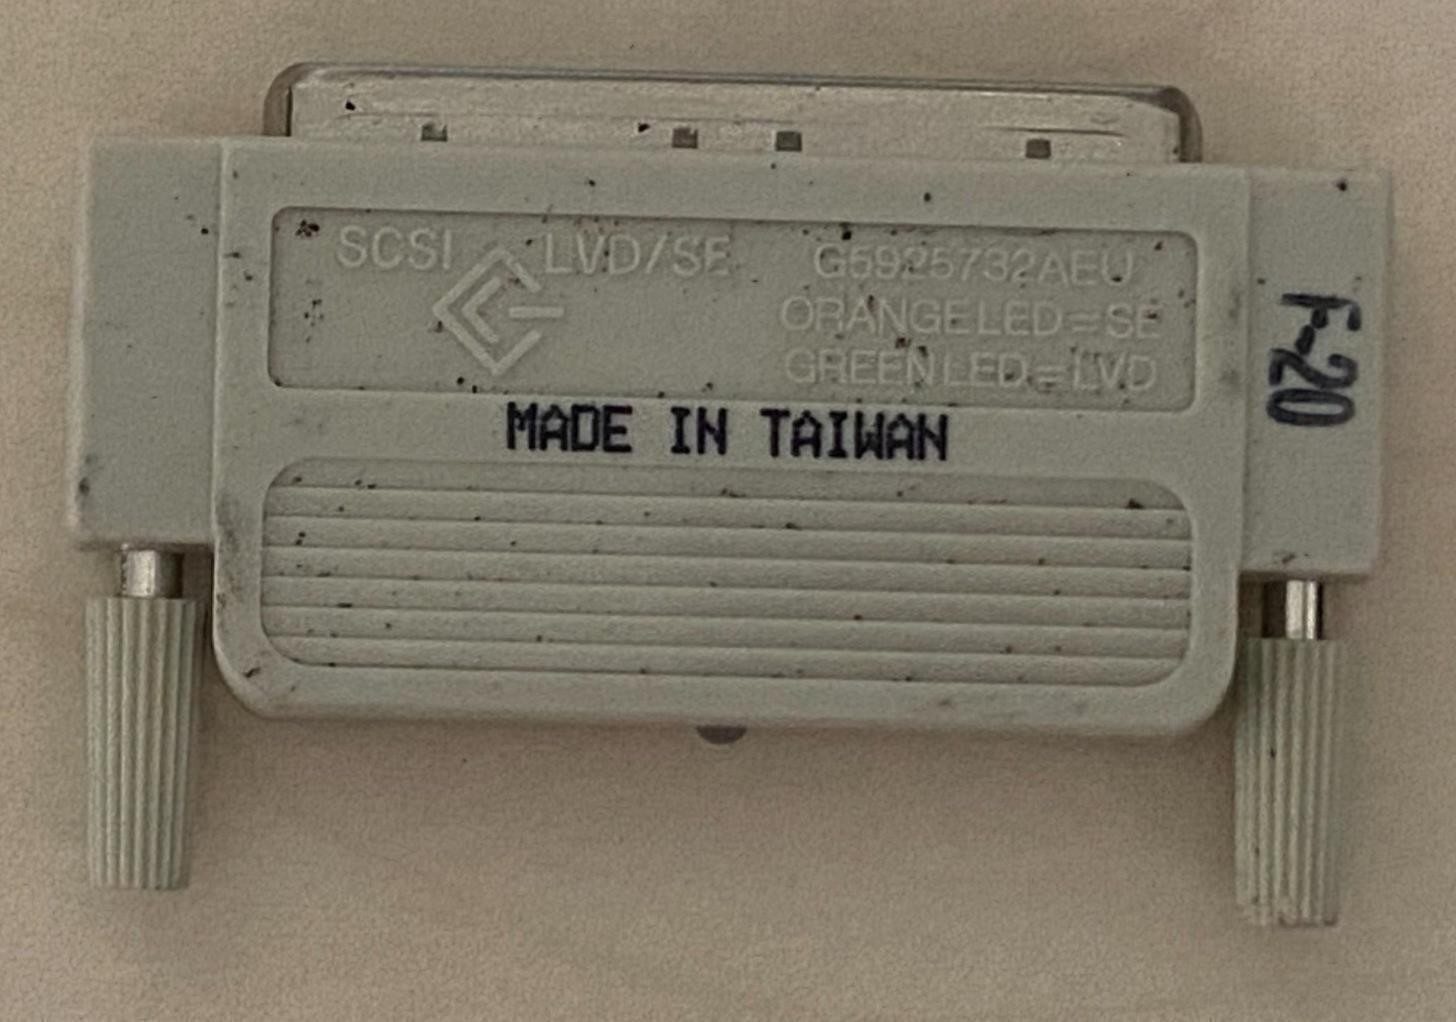 SCSI LVD/SE
G5925732AEU
ORANGE LED=SE
GREEN LED=LVD
MADE IN TAIWAN
F-20